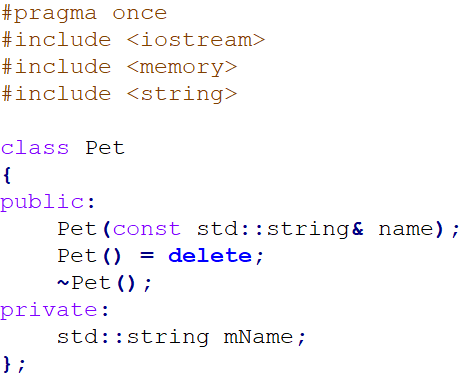 #pragma once
#include <iostream>
#include <memory>
#include <string>

class Pet
{
public:
    Pet(const std::string& name);
    Pet() = delete;
    ~Pet();
private:
    std::string mName;
};